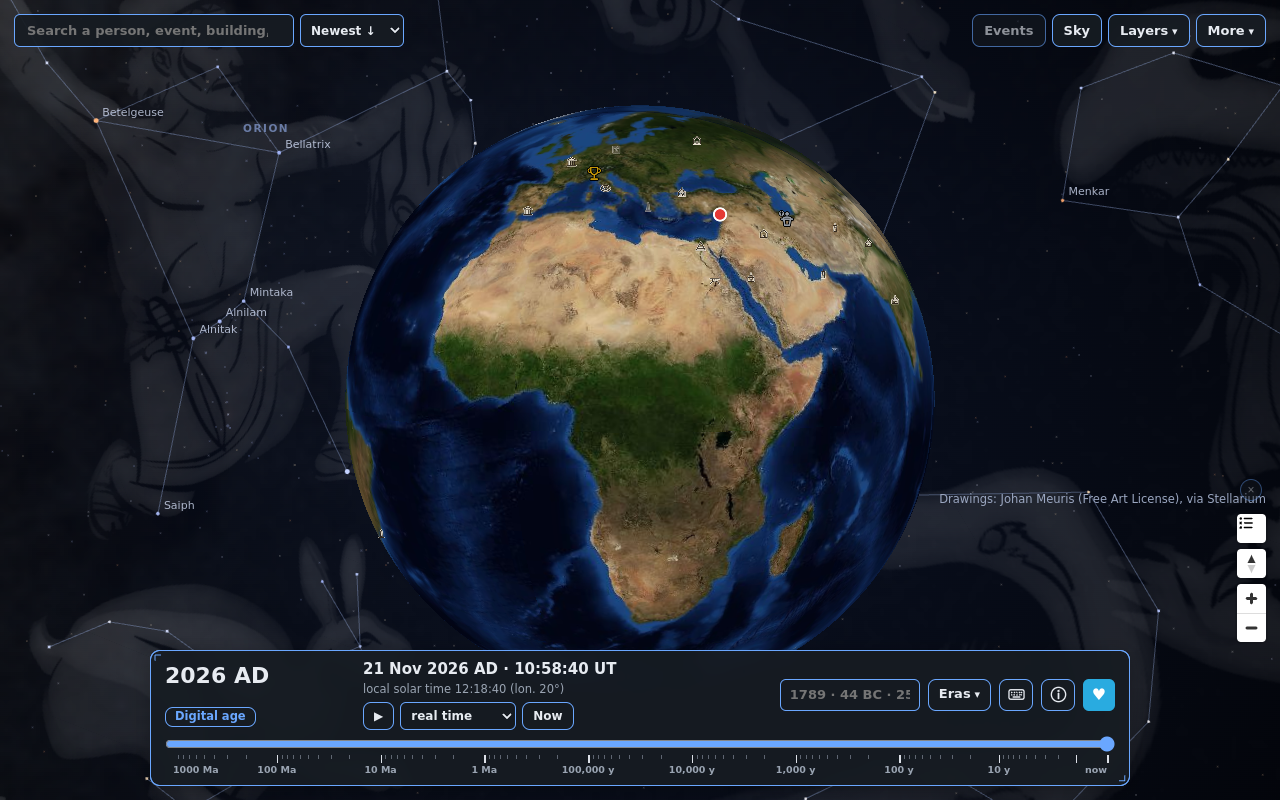 Search a person, event, building,
Newest ↓
Events
Sky
Layers ▾
More ▾
Betelgeuse
ORION
Bellatrix
Menkar
Mintaka
Alnilam
Alnitak
Saiph
Drawings: Johan Meuris (Free Art License), via Stellarium
2026 AD
Digital age
21 Nov 2026 AD · 10:58:40 UT
local solar time 12:18:40 (lon. 20°)
real time
Now
1789 · 44 BC · 25
Eras ▾
1000 Ma
100 Ma
10 Ma
1 Ma
100,000 y
10,000 y
1,000 y
100 y
10 y
now